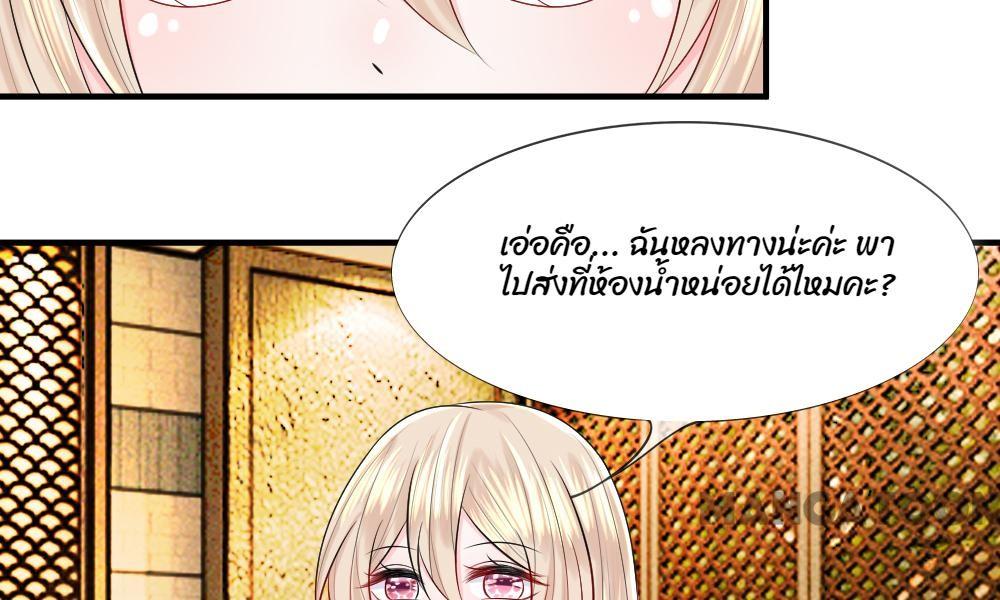 เอ่อคือ... ฉันหลงทางน่ะค่ะ พา
ไปส่งที่ห้องน้ำหน่อยได้ไหมคะ?